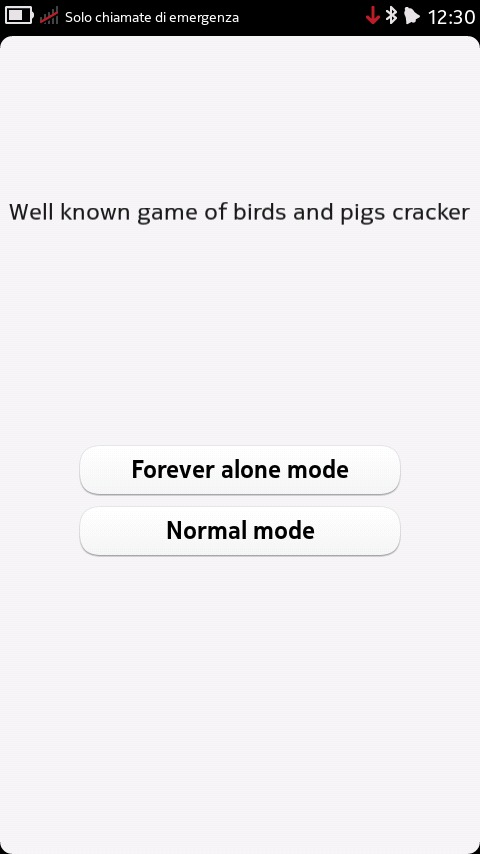 Solo chiamate di emergenza 12:30
Well known game of birds and pigs cracker
Forever alone mode
Normal mode